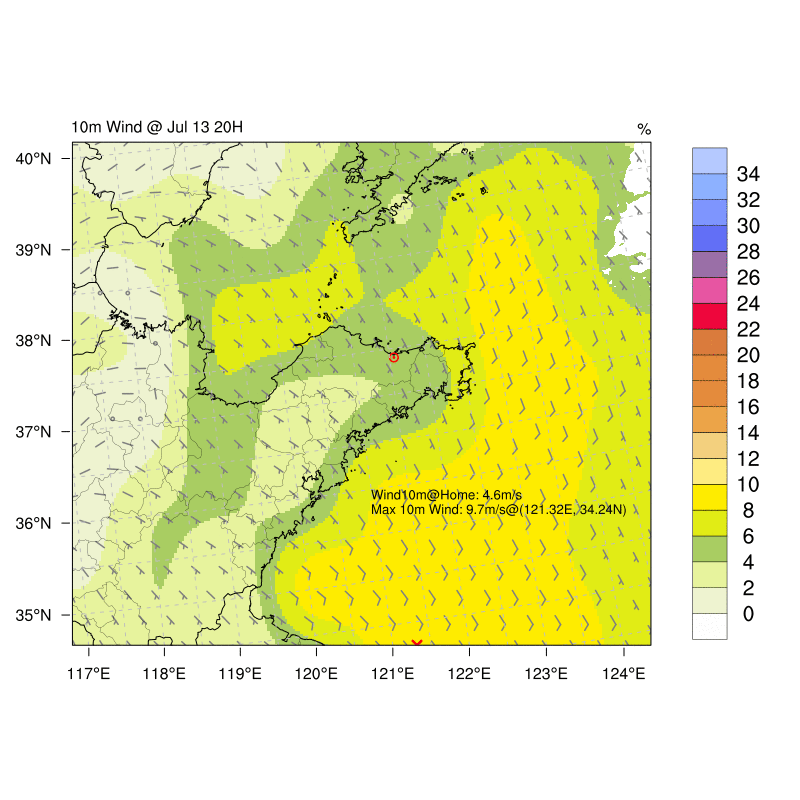 10m Wind @ Jul 13 20H
%
40°N
39°N
38°N
37°N
36°N
35°N
117°E
118°E
119°E
120°E
121°E
122°E
123°E
124°E
Wind10m@Home: 4.6m/s
Max 10m Wind: 9.7m/s@(121.32E, 34.24N)
34
32
30
28
26
24
22
20
18
16
14
12
10
8
6
4
2
0